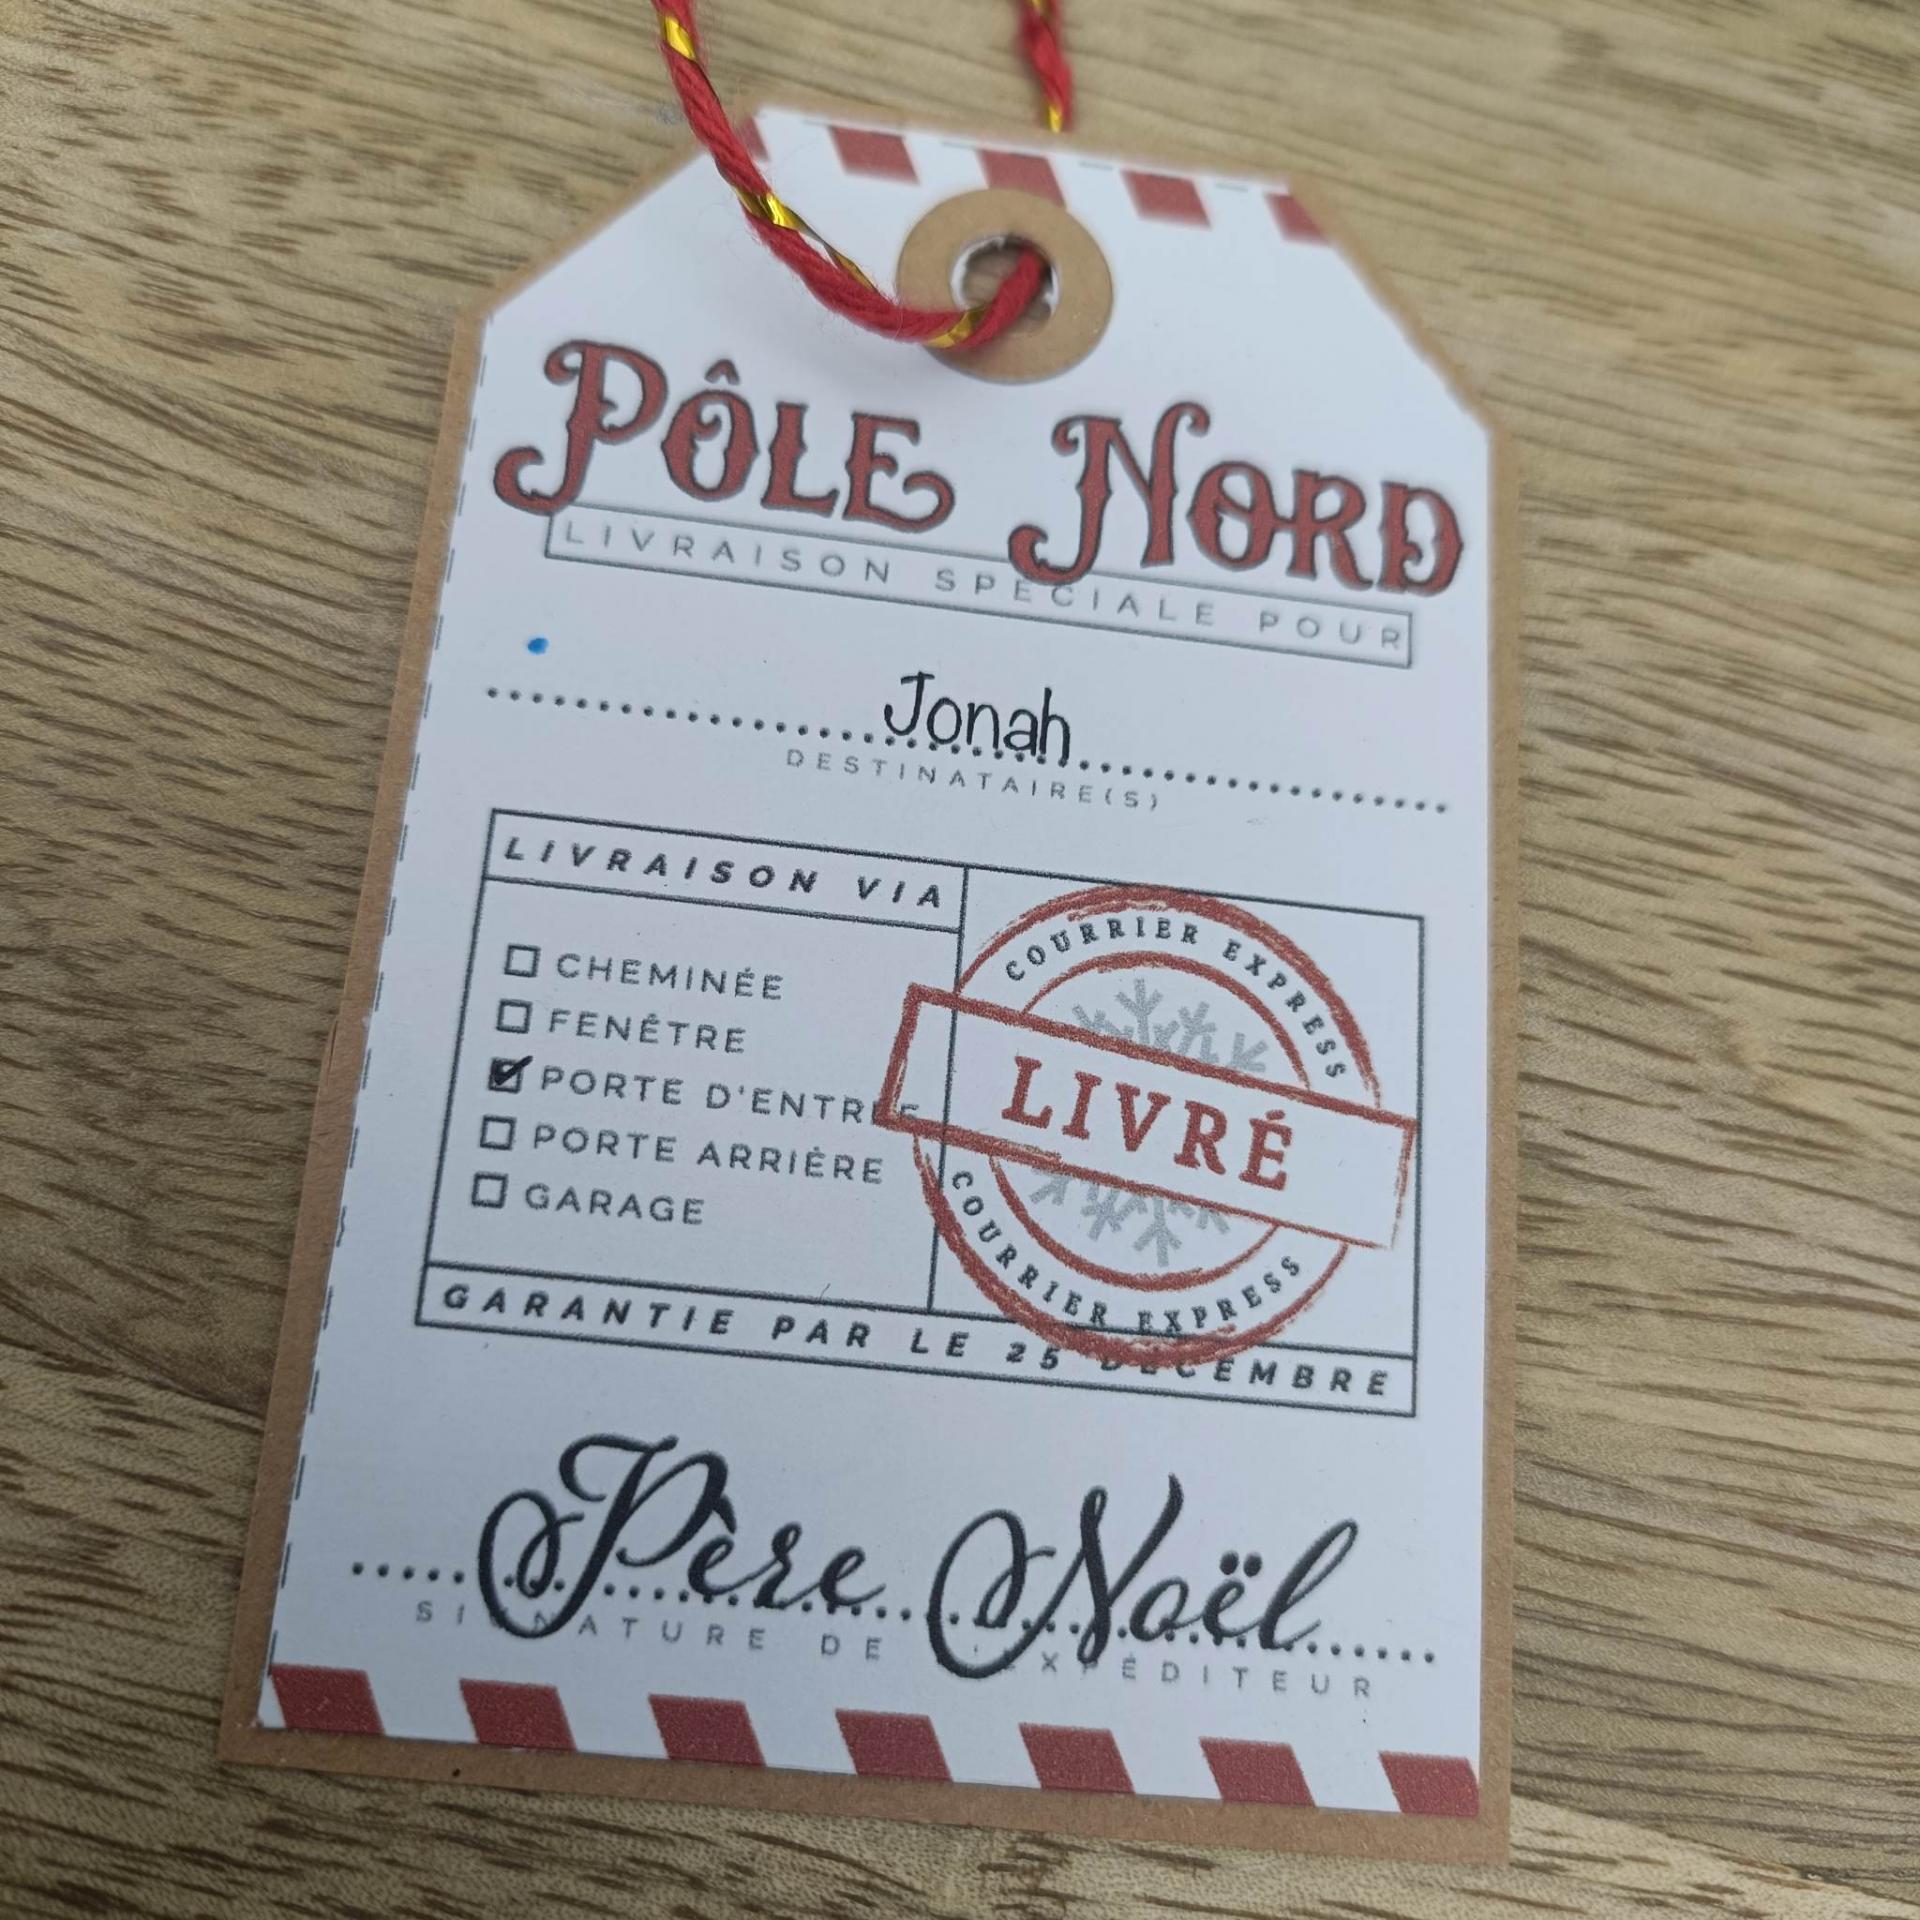 PÔLE NORD
LIVRAISON SPÉCIALE POUR
Jonah
DESTINATAIRE(S)
LIVRAISON VIA
CHEMINÉE
FENÊTRE
PORTE D'ENTRÉE
PORTE ARRIÈRE
GARAGE
COURRIER EXPRESS
LIVRÉ
COURRIER EXPRESS
GARANTIE PAR LE 25 DÉCEMBRE
Père Noël
SIGNATURE DE L'EXPÉDITEUR